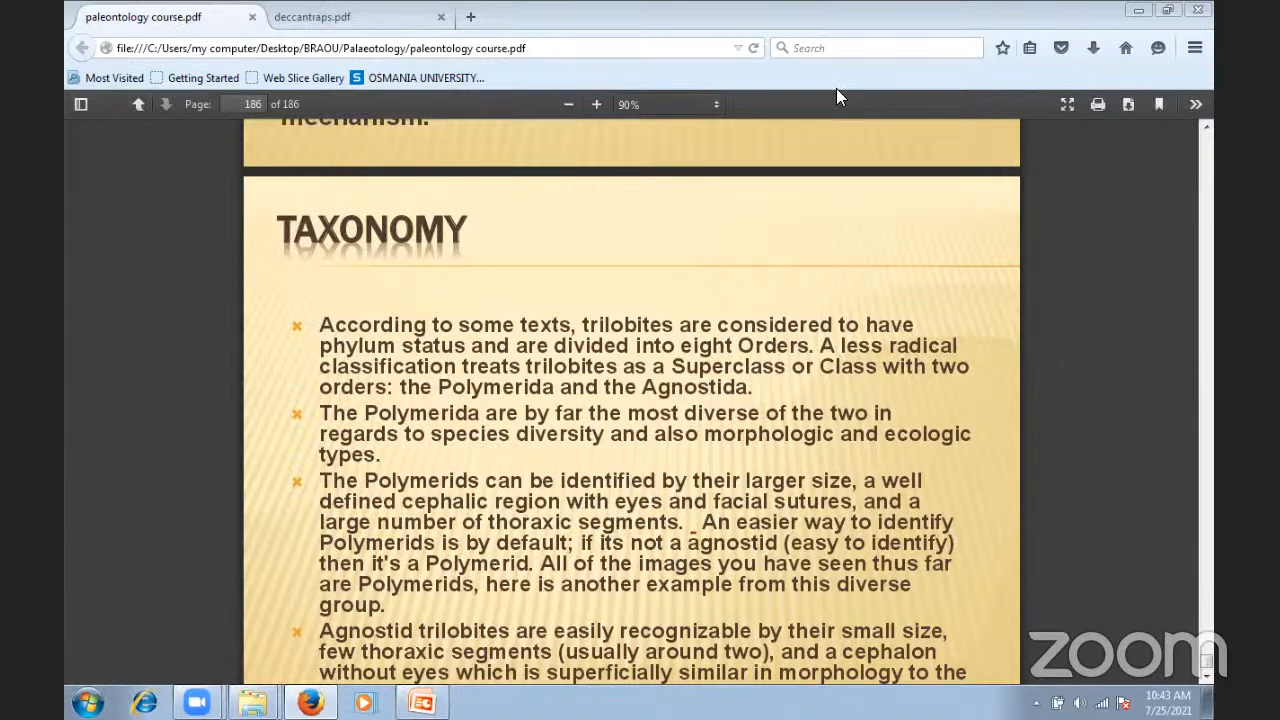 paleontology course.pdf
deccantraps.pdf
file:///C:/Users/my computer/Desktop/BRAOU/Palaeotology/paleontology course.pdf
Search
Most Visited
Getting Started
Web Slice Gallery
S
OSMANIA UNIVERSITY...
Page: 186 of 186
90%
mechanism.
TAXONOMY
According to some texts, trilobites are considered to have
phylum status and are divided into eight Orders. A less radical
classification treats trilobites as a Superclass or Class with two
orders: the Polymerida and the Agnostida.
The Polymerida are by far the most diverse of the two in
regards to species diversity and also morphologic and ecologic
types.
The Polymerids can be identified by their larger size, a well
defined cephalic region with eyes and facial sutures, and a
large number of thoraxic segments. _ An easier way to identify
Polymerids is by default; if its not a agnostid (easy to identify)
then it's a Polymerid. All of the images you have seen thus far
are Polymerids, here is another example from this diverse
group.
Agnostid trilobites are easily recognizable by their small size,
few thoraxic segments (usually around two), and a cephalon
without eyes which is superficially similar in morphology to the
zoom
10:43 AM
7/25/2021